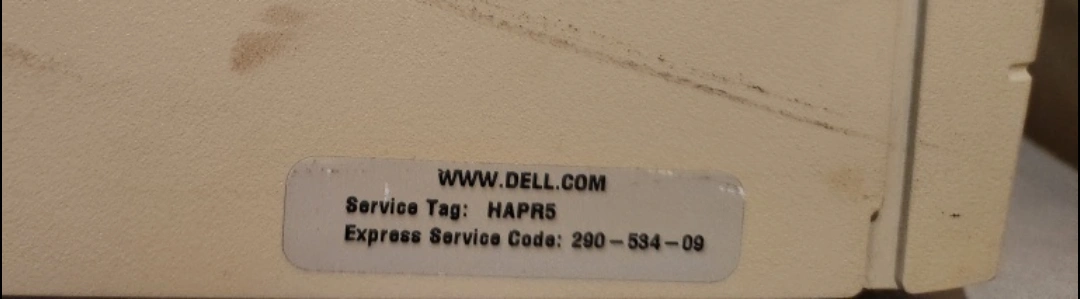 WWW.DELL.COM
Service Tag: HAPR5
Express Service Code: 290-534-09